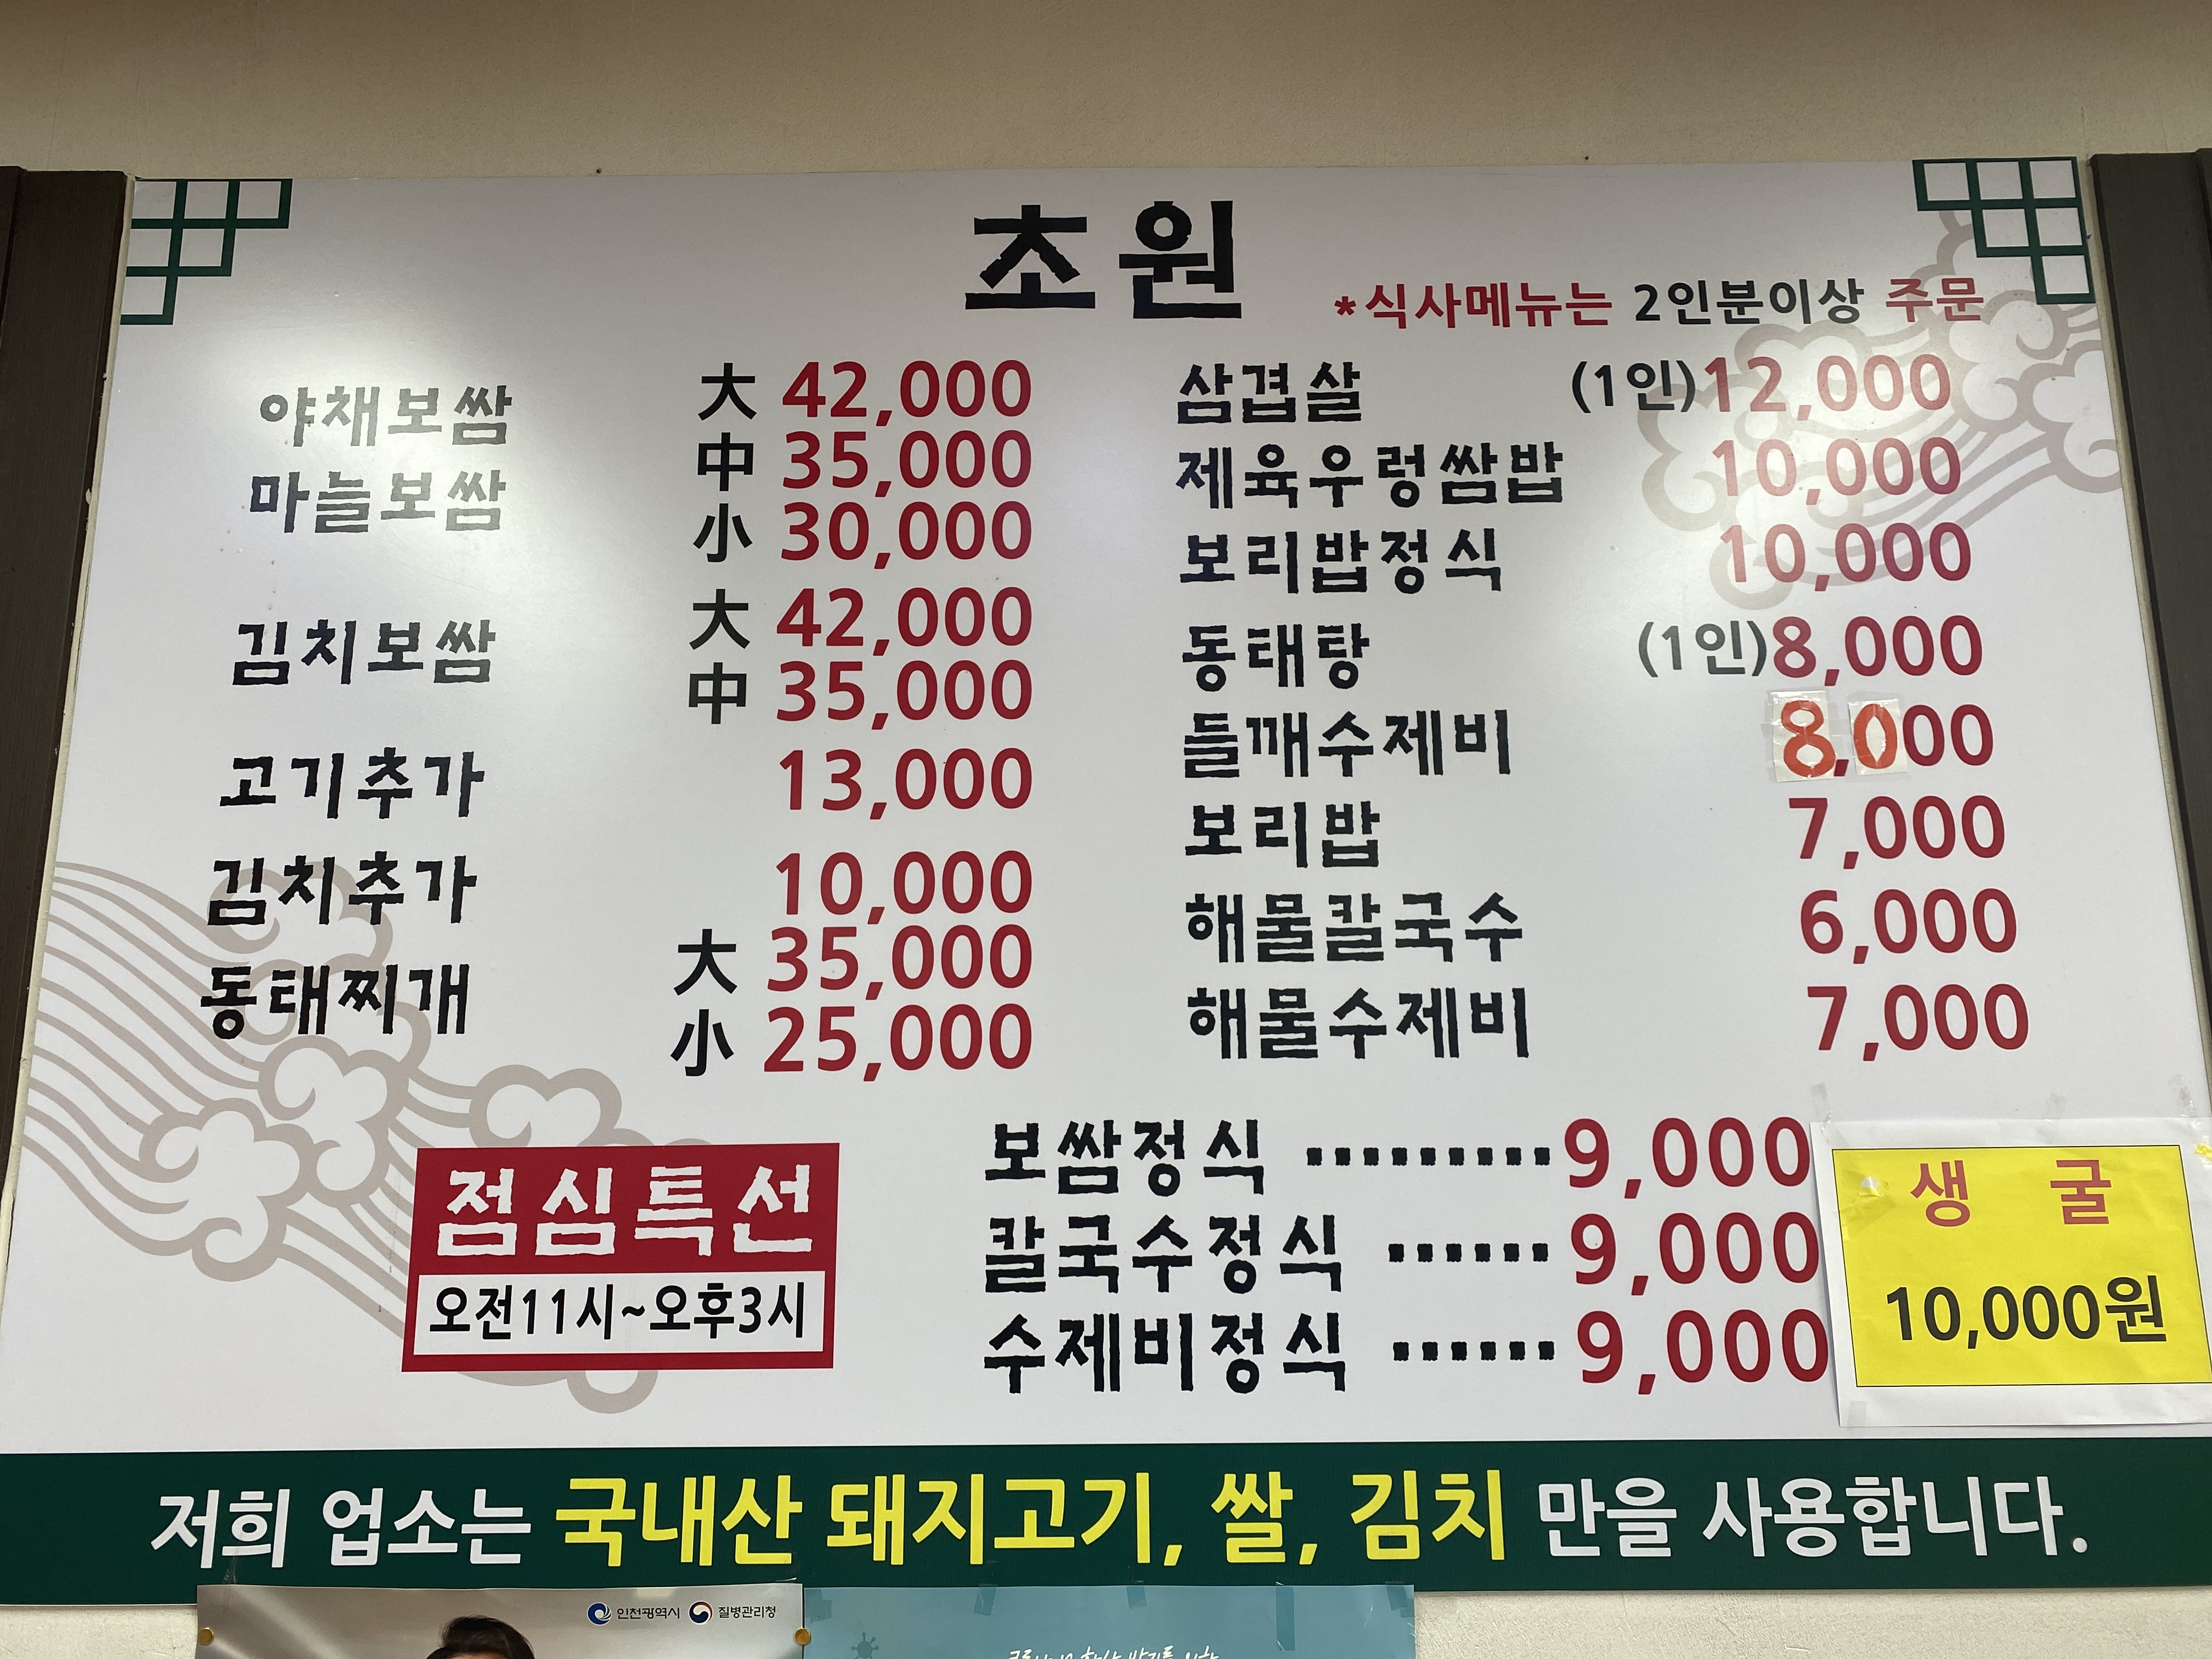 초원
*식사메뉴는 2인분이상 주문
야채보쌈
마늘보쌈
大 42,000
中 35,000
小 30,000
김치보쌈
大 42,000
中 35,000
고기추가 13,000
김치추가 10,000
동태찌개
大 35,000
小 25,000
삼겹살 (1인)12,000
제육우렁쌈밥 10,000
보리밥정식 10,000
동태탕 (1인)8,000
들깨수제비 8,000
보리밥 7,000
해물칼국수 6,000
해물수제비 7,000
점심특선
오전11시~오후3시
보쌈정식 ·········9,000
칼국수정식 ······9,000
수제비정식 ······9,000
생 굴
10,000원
저희 업소는 국내산 돼지고기, 쌀, 김치 만을 사용합니다.
인천광역시 질병관리청